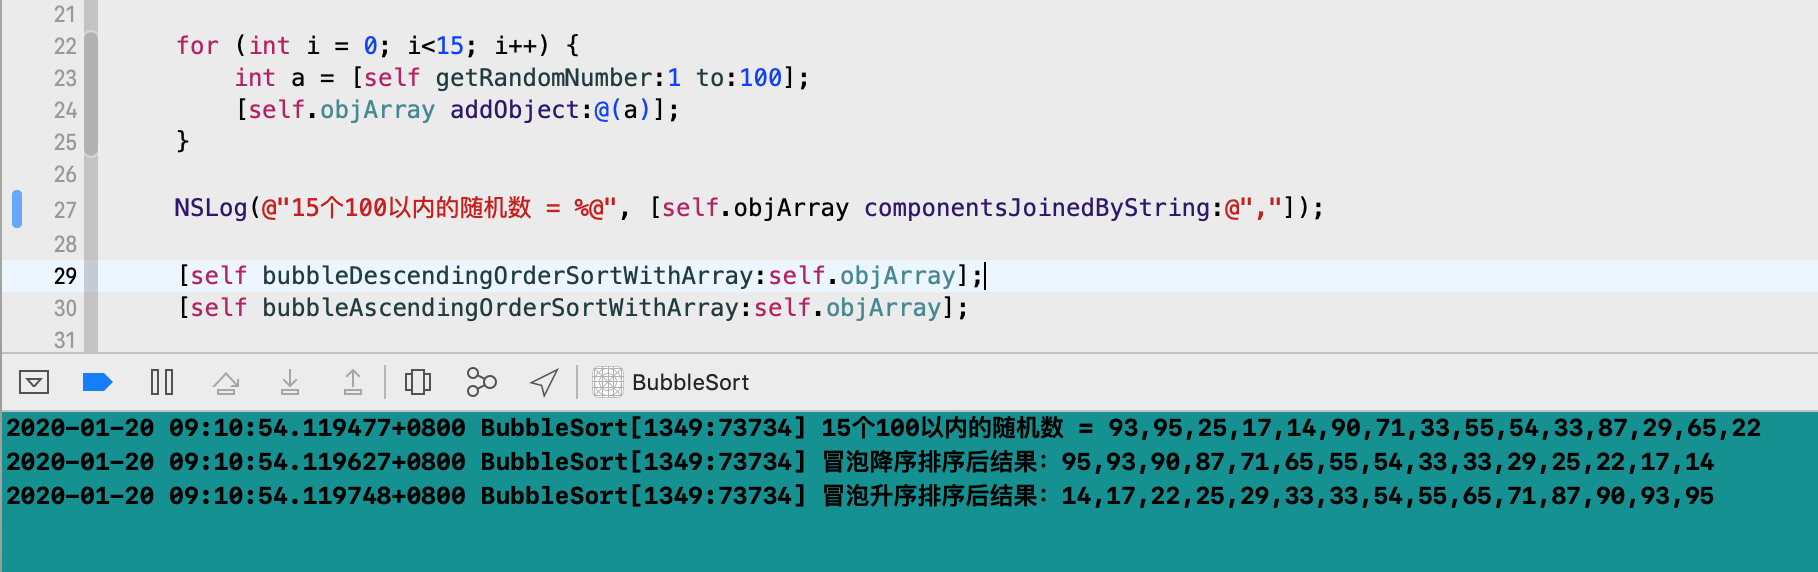 21
22 for (int i = 0; i<15; i++) {
23 int a = [self getRandomNumber:1 to:100];
24 [self.objArray addObject:@(a)];
25 }
26
27 NSLog(@"15个100以内的随机数 = %@", [self.objArray componentsJoinedByString:@","]);
28
29 [self bubbleDescendingOrderSortWithArray:self.objArray];
30 [self bubbleAscendingOrderSortWithArray:self.objArray];
31
BubbleSort
2020-01-20 09:10:54.119477+0800 BubbleSort[1349:73734] 15个100以内的随机数 = 93,95,25,17,14,90,71,33,55,54,33,87,29,65,22
2020-01-20 09:10:54.119627+0800 BubbleSort[1349:73734] 冒泡降序排序后结果：95,93,90,87,71,65,55,54,33,33,29,25,22,17,14
2020-01-20 09:10:54.119748+0800 BubbleSort[1349:73734] 冒泡升序排序后结果：14,17,22,25,29,33,33,54,55,65,71,87,90,93,95